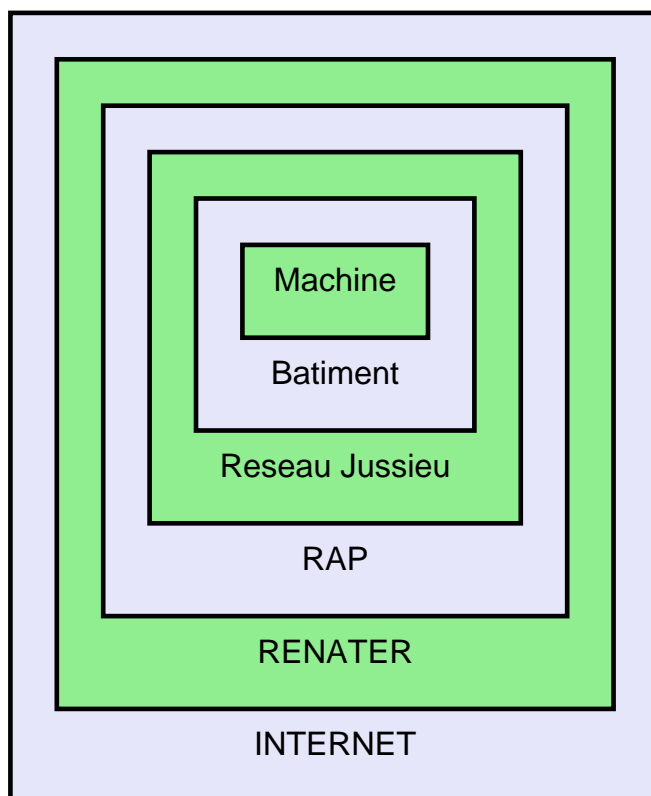 Machine
Batiment
Reseau Jussieu
RAP
RENATER
INTERNET